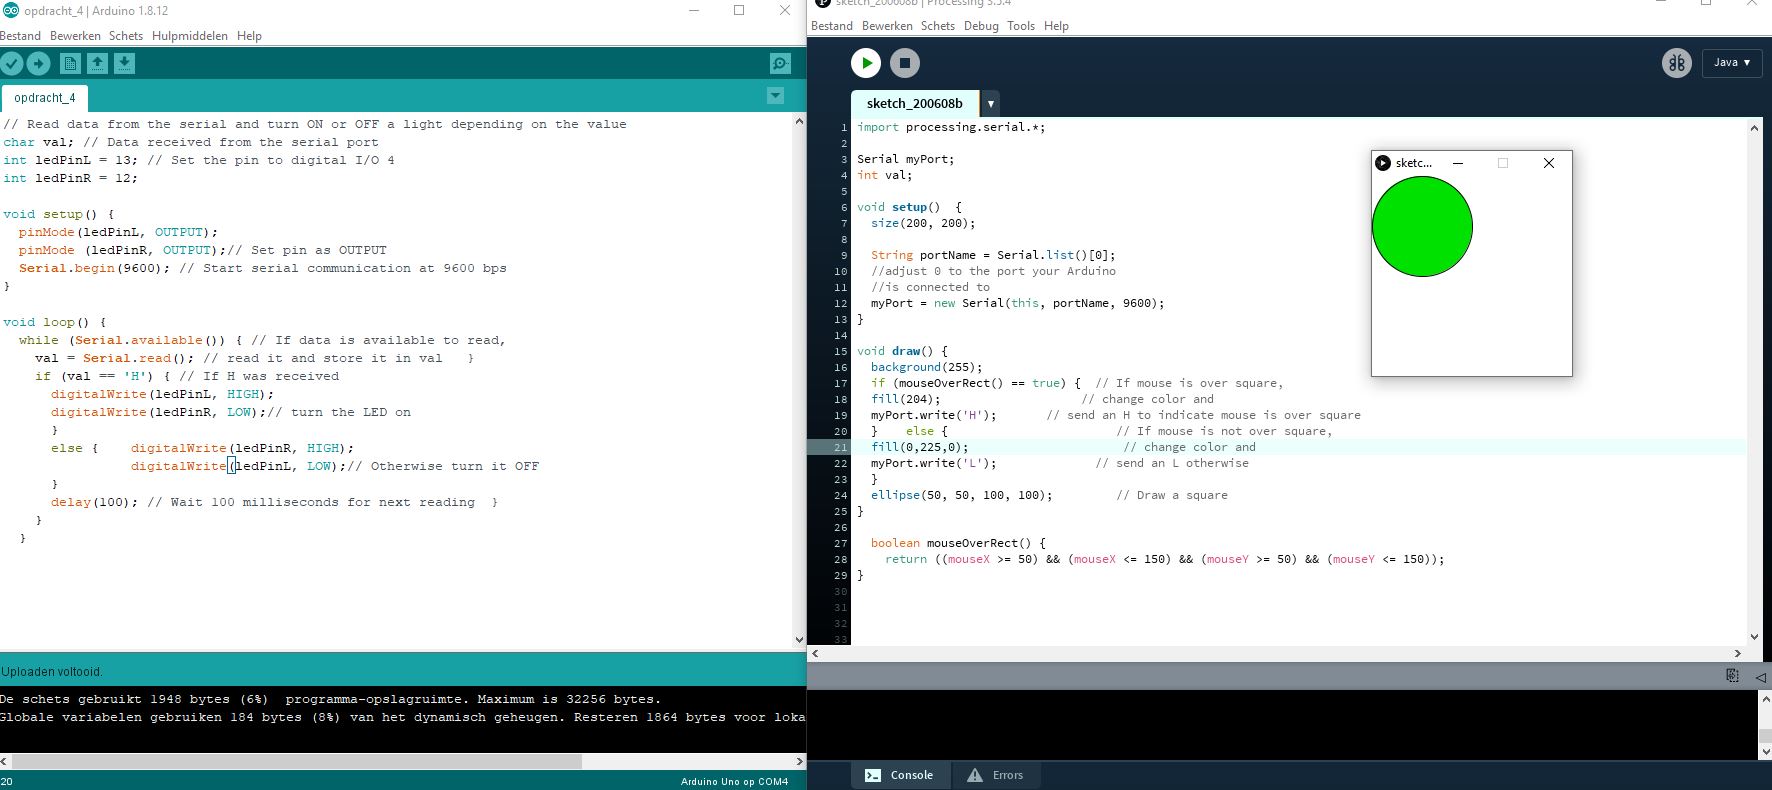 opdracht_4 | Arduino 1.8.12
Bestand Bewerken Schets Hulpmiddelen Help
opdracht_4
// Read data from the serial and turn ON or OFF a light depending on the value
char val; // Data received from the serial port
int ledPinL = 13; // Set the pin to digital I/O 4
int ledPinR = 12;
void setup() {
pinMode(ledPinL, OUTPUT);
pinMode (ledPinR, OUTPUT);// Set pin as OUTPUT
Serial.begin(9600); // Start serial communication at 9600 bps
}
void loop() {
while (Serial.available()) { // If data is available to read,
val = Serial.read(); // read it and store it in val }
if (val == 'H') { // If H was received
digitalWrite(ledPinL, HIGH);
digitalWrite(ledPinR, LOW);// turn the LED on
}
else { digitalWrite(ledPinR, HIGH);
digitalWrite(ledPinL, LOW);// Otherwise turn it OFF
}
delay(100); // Wait 100 milliseconds for next reading }
}
}
Uploaden voltooid.
De schets gebruikt 1948 bytes (6%) programma-opslagruimte. Maximum is 32256 bytes.
Globale variabelen gebruiken 184 bytes (8%) van het dynamisch geheugen. Resteren 1864 bytes voor loka
20
Arduino Uno op COM4
sketch_200608b | Processing 3.5.4
Bestand Bewerken Schets Debug Tools Help
Java
sketch_200608b
1 import processing.serial.*;
2
3 Serial myPort;
4 int val;
5
6 void setup() {
7 size(200, 200);
8
9 String portName = Serial.list()[0];
10 //adjust 0 to the port your Arduino
11 //is connected to
12 myPort = new Serial(this, portName, 9600);
13 }
14
15 void draw() {
16 background(255);
17 if (mouseOverRect() == true) { // If mouse is over square,
18 fill(204); // change color and
19 myPort.write('H'); // send an H to indicate mouse is over square
20 } else { // If mouse is not over square,
21 fill(0,225,0); // change color and
22 myPort.write('L'); // send an L otherwise
23 }
24 ellipse(50, 50, 100, 100); // Draw a square
25 }
26
27 boolean mouseOverRect() {
28 return ((mouseX >= 50) && (mouseX <= 150) && (mouseY >= 50) && (mouseY <= 150));
29 }
30
31
32
33
sketc...
Console
Errors